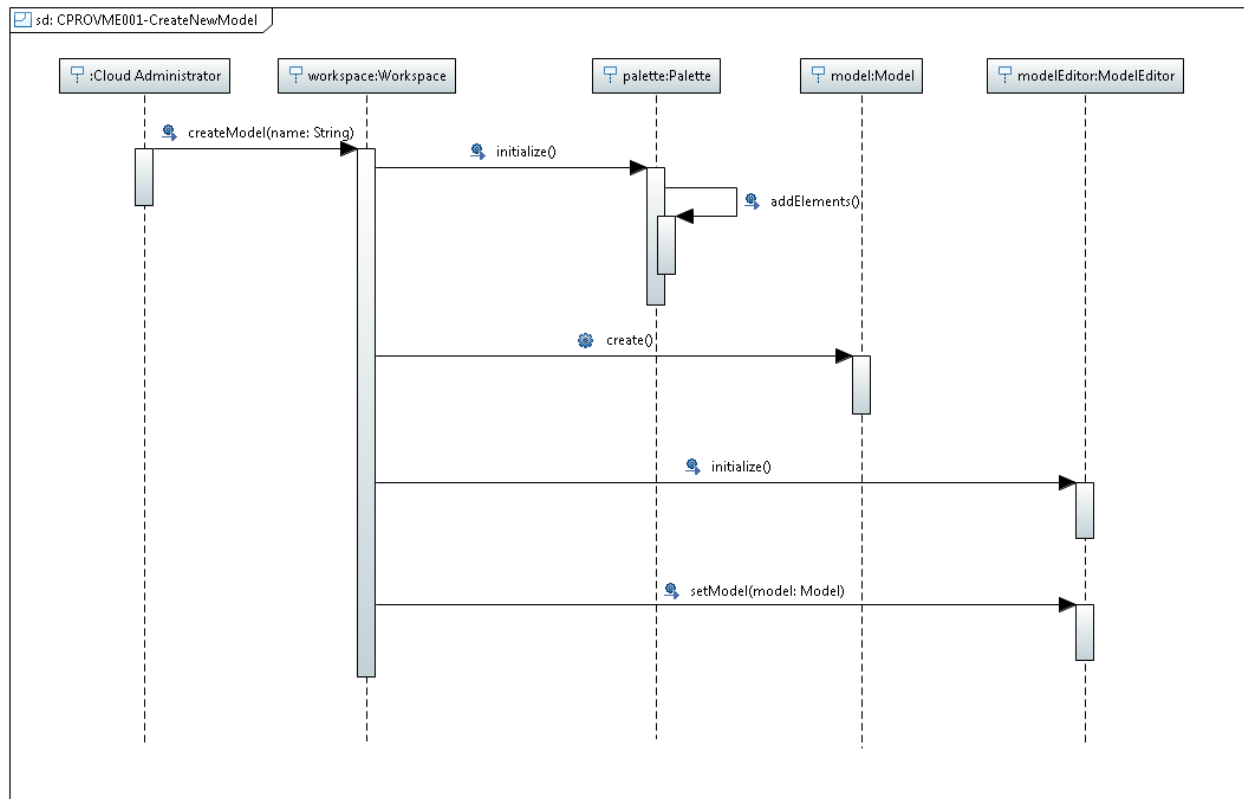 sd: CPROVME001-CreateNewModel
:Cloud Administrator
workspace:Workspace
palette:Palette
model:Model
modelEditor:ModelEditor
createModel(name: String)
initialize()
addElements()
create()
initialize()
setModel(model: Model)